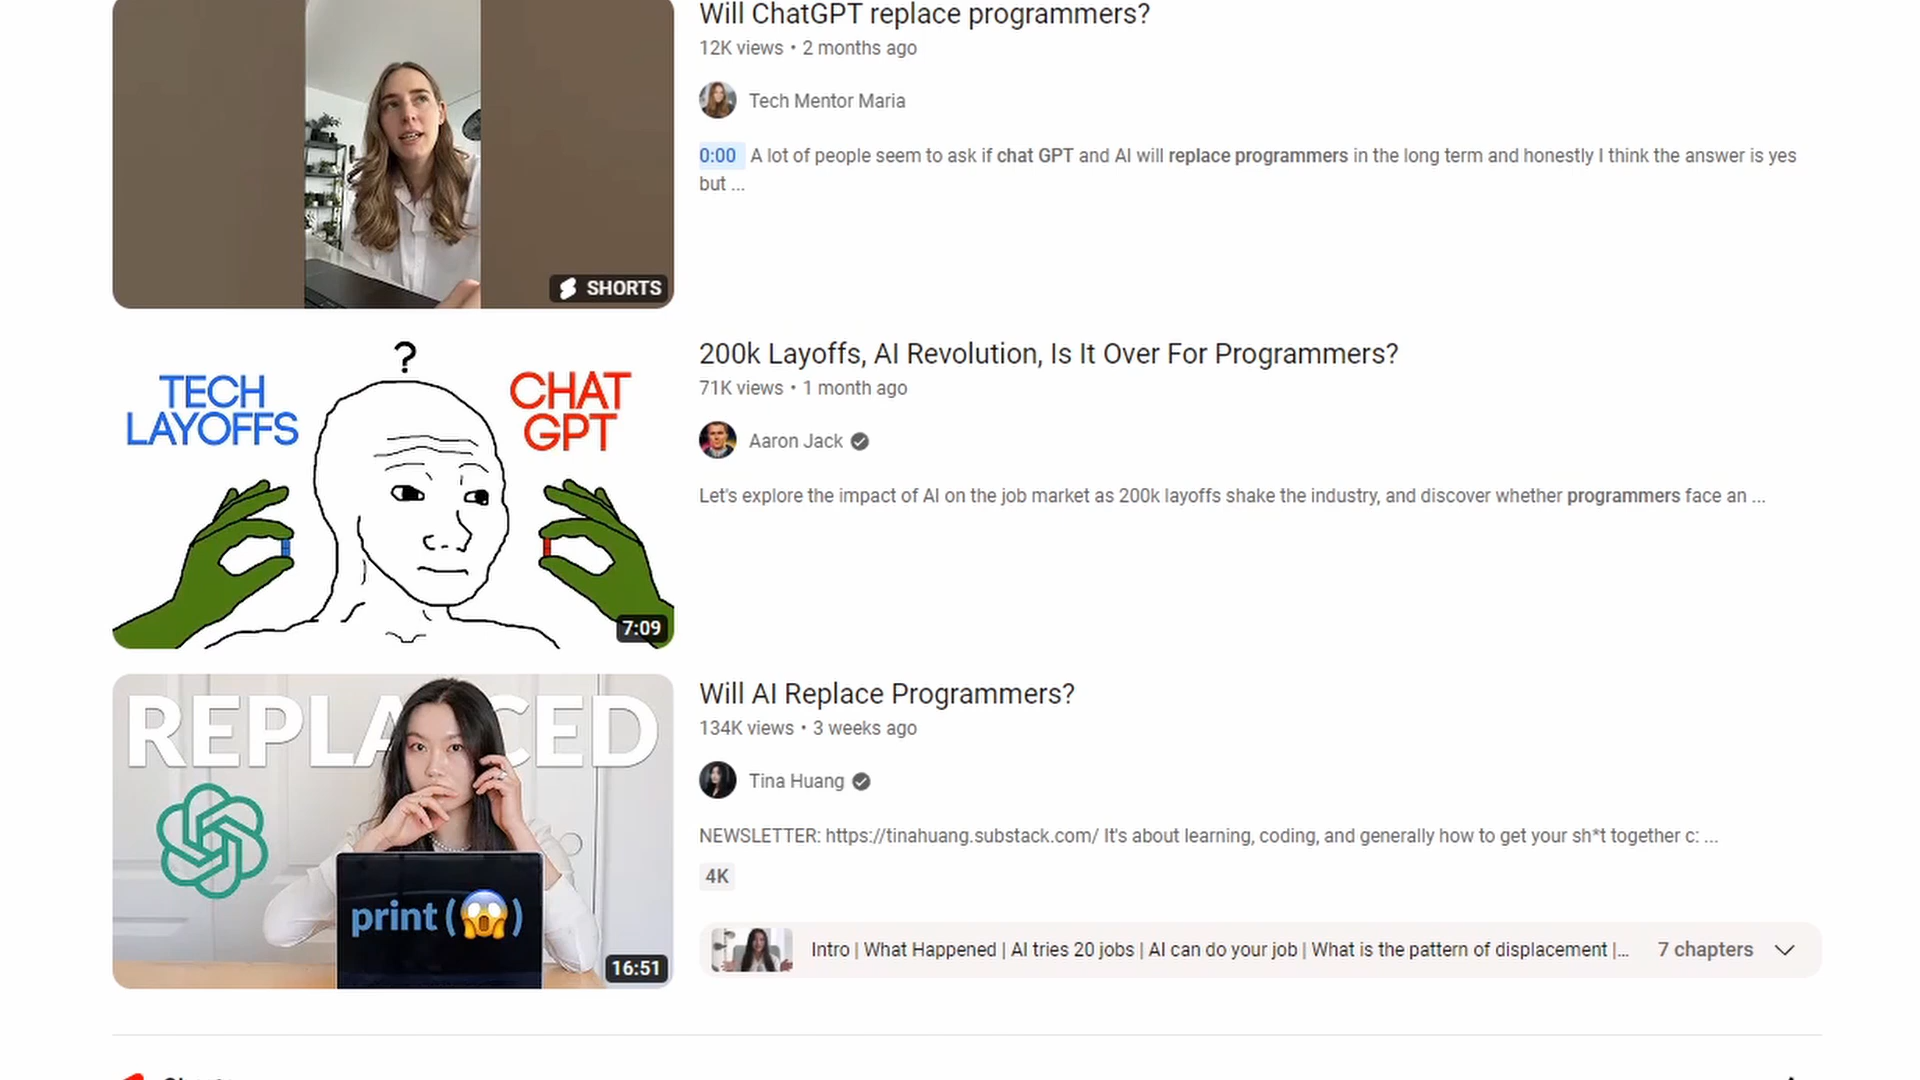 Will ChatGPT replace programmers?
12K views • 2 months ago
Tech Mentor Maria
0:00 A lot of people seem to ask if chat GPT and AI will replace programmers in the long term and honestly I think the answer is yes
but ...
SHORTS
?
TECH
LAYOFFS
CHAT
GPT
7:09
200k Layoffs, AI Revolution, Is It Over For Programmers?
71K views • 1 month ago
Aaron Jack
Let's explore the impact of AI on the job market as 200k layoffs shake the industry, and discover whether programmers face an ...
REPLACED
print(😱)
16:51
Will AI Replace Programmers?
134K views • 3 weeks ago
Tina Huang
NEWSLETTER: https://tinahuang.substack.com/ It's about learning, coding, and generally how to get your sh*t together c: ...
4K
Intro | What Happened | AI tries 20 jobs | AI can do your job | What is the pattern of displacement |...
7 chapters